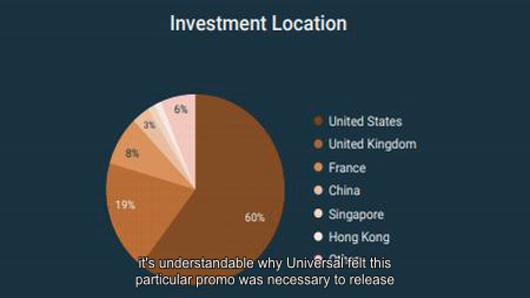 Investment Location
6%
3%
8%
19%
60%
United States
United Kingdom
France
China
Singapore
Hong Kong
it's understandable why Universal felt this
particular promo was necessary to release